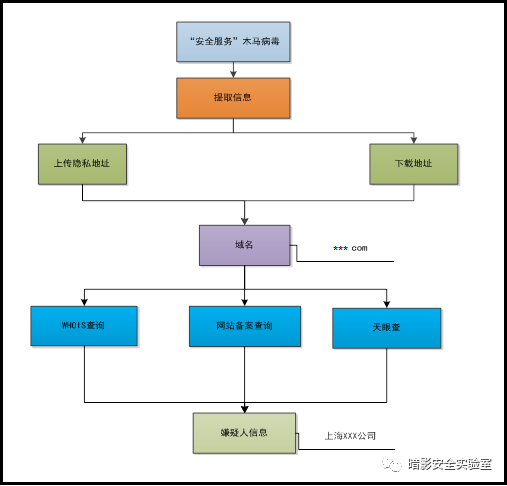 “安全服务”木马病毒
提取信息
上传隐私地址
下载地址
域名
***.com
WHOIS查询
网站备案查询
天眼查
嫌疑人信息
上海XXX公司
暗影安全实验室